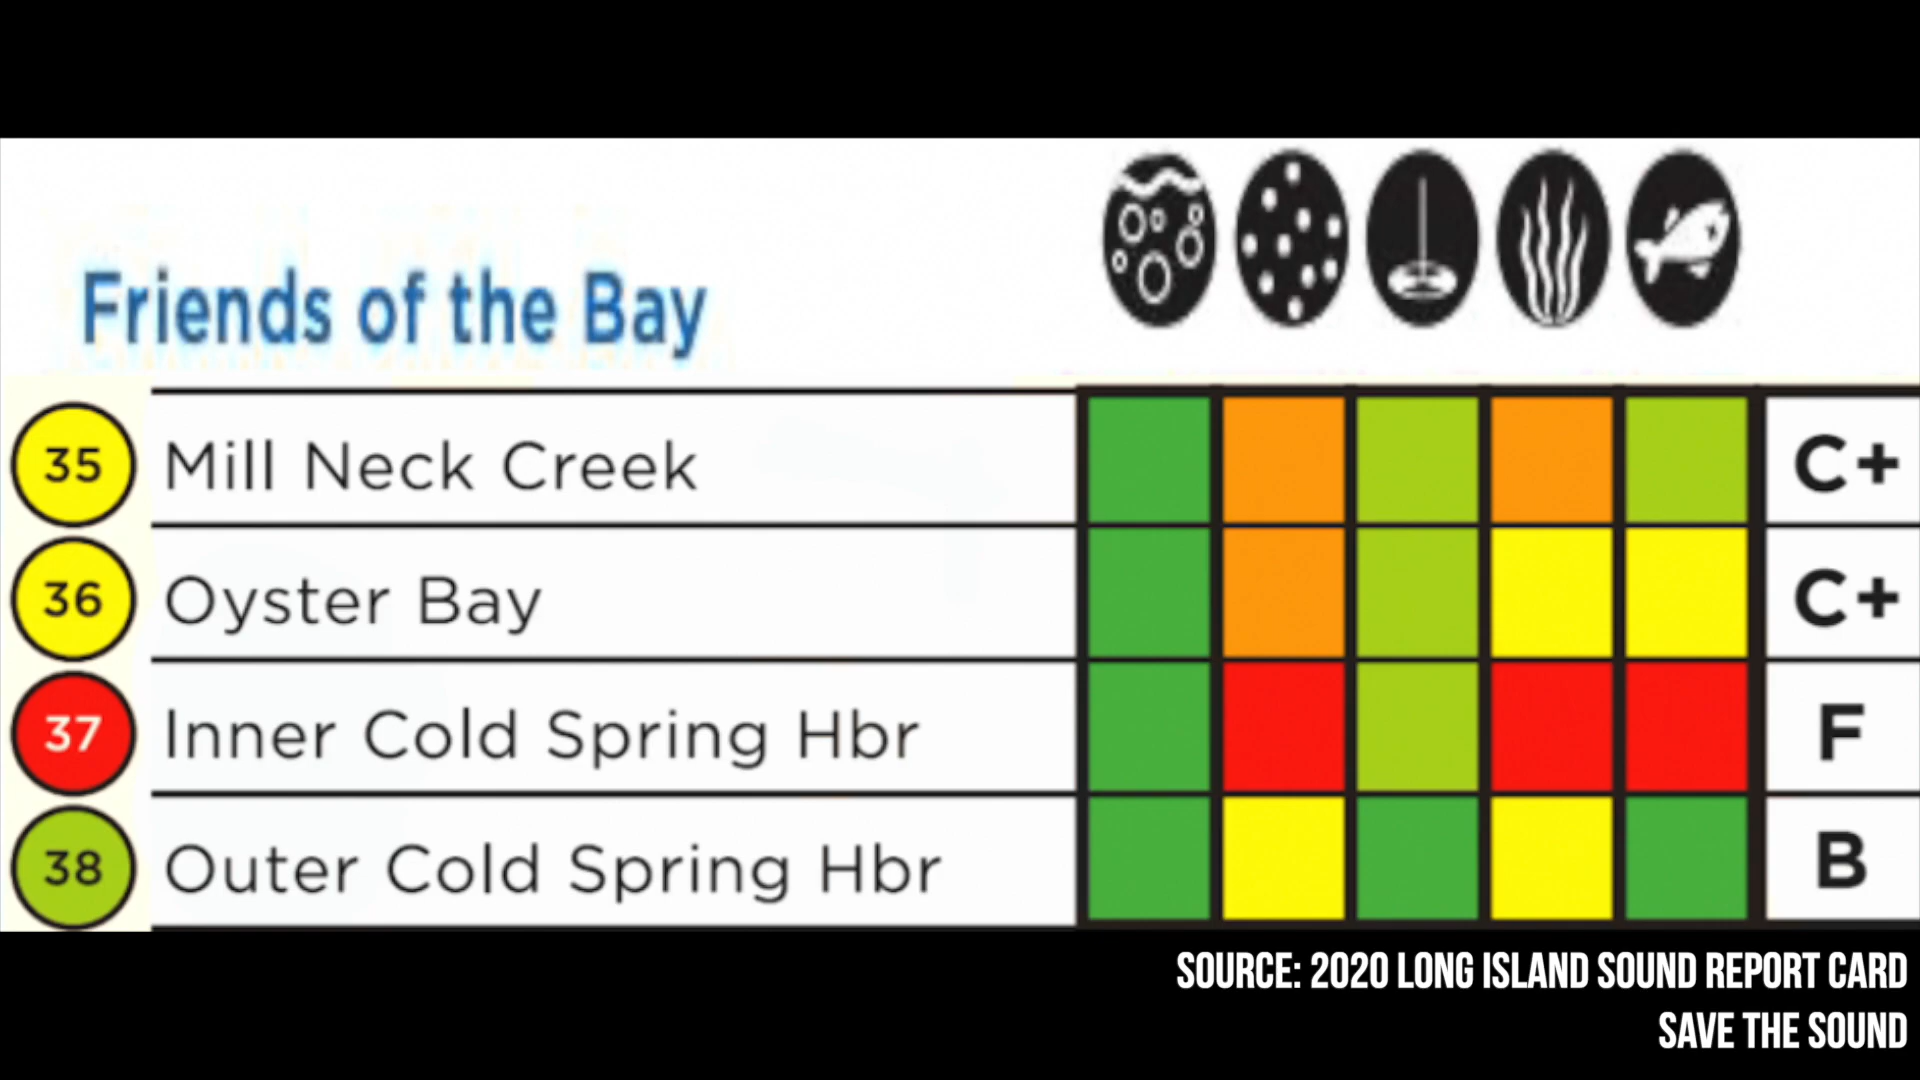 Friends of the Bay
35 Mill Neck Creek C+
36 Oyster Bay C+
37 Inner Cold Spring Hbr F
38 Outer Cold Spring Hbr B
SOURCE: 2020 LONG ISLAND SOUND REPORT CARD
SAVE THE SOUND